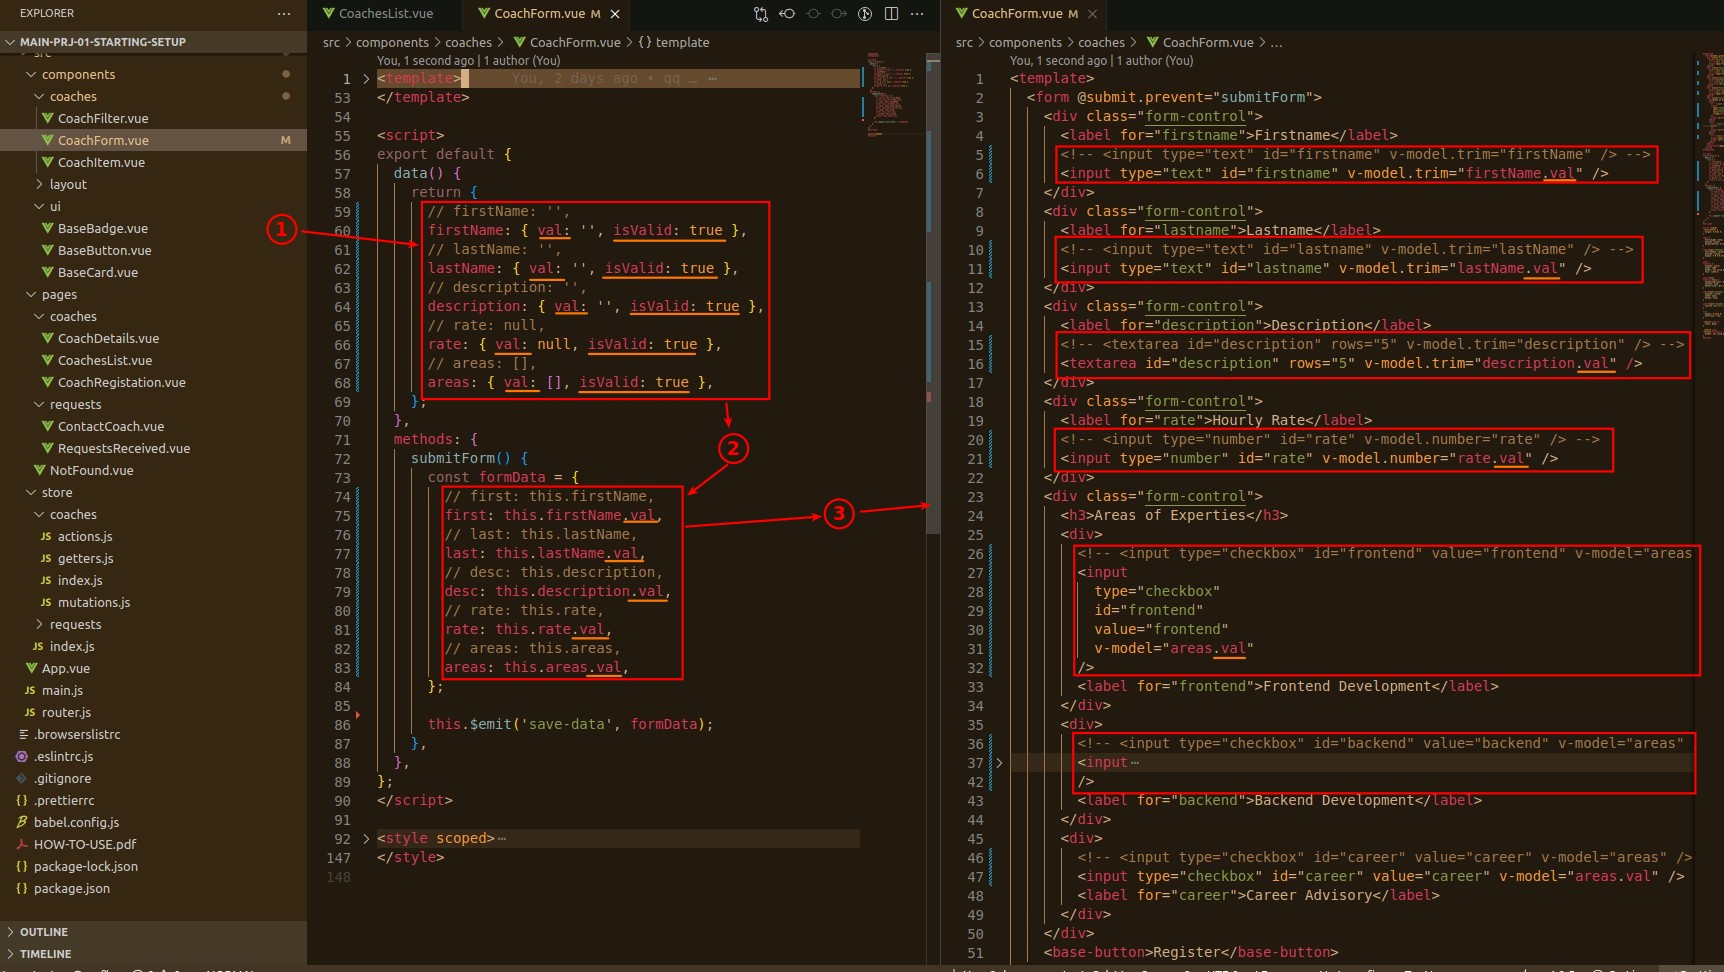 EXPLORER
MAIN-PRJ-01-STARTING-SETUP
src
components
coaches
CoachFilter.vue
CoachForm.vue M
CoachItem.vue
layout
ui
BaseBadge.vue
BaseButton.vue
BaseCard.vue
pages
coaches
CoachDetails.vue
CoachesList.vue
CoachRegistation.vue
requests
ContactCoach.vue
RequestsReceived.vue
NotFound.vue
store
coaches
JS actions.js
JS getters.js
JS index.js
JS mutations.js
requests
JS index.js
App.vue
JS main.js
JS router.js
.browserslistrc
.eslintrc.js
.gitignore
{} .prettierrc
babel.config.js
HOW-TO-USE.pdf
{} package-lock.json
{} package.json
OUTLINE
TIMELINE
CoachesList.vue CoachForm.vue M
src > components > coaches > CoachForm.vue > {} template
You, 1 second ago | 1 author (You)
1 <template> You, 2 days ago • qq … ⋯
53 </template>
54
55 <script>
56 export default {
57 data() {
58 return {
59 // firstName: '',
60 firstName: { val: '', isValid: true },
61 // lastName: '',
62 lastName: { val: '', isValid: true },
63 // description: '',
64 description: { val: '', isValid: true },
65 // rate: null,
66 rate: { val: null, isValid: true },
67 // areas: [],
68 areas: { val: [], isValid: true },
69 };
70 },
71 methods: {
72 submitForm() {
73 const formData = {
74 // first: this.firstName,
75 first: this.firstName.val,
76 // last: this.lastName,
77 last: this.lastName.val,
78 // desc: this.description,
79 desc: this.description.val,
80 // rate: this.rate,
81 rate: this.rate.val,
82 // areas: this.areas,
83 areas: this.areas.val,
84 };
85
86 this.$emit('save-data', formData);
87 },
88 },
89 };
90 </script>
91
92 <style scoped>⋯
147 </style>
148
1
2
3
CoachForm.vue M
src > components > coaches > CoachForm.vue > ...
You, 1 second ago | 1 author (You)
1 <template>
2 <form @submit.prevent="submitForm">
3 <div class="form-control">
4 <label for="firstname">Firstname</label>
5 <!-- <input type="text" id="firstname" v-model.trim="firstName" /> -->
6 <input type="text" id="firstname" v-model.trim="firstName.val" />
7 </div>
8 <div class="form-control">
9 <label for="lastname">Lastname</label>
10 <!-- <input type="text" id="lastname" v-model.trim="lastName" /> -->
11 <input type="text" id="lastname" v-model.trim="lastName.val" />
12 </div>
13 <div class="form-control">
14 <label for="description">Description</label>
15 <!-- <textarea id="description" rows="5" v-model.trim="description" /> -->
16 <textarea id="description" rows="5" v-model.trim="description.val" />
17 </div>
18 <div class="form-control">
19 <label for="rate">Hourly Rate</label>
20 <!-- <input type="number" id="rate" v-model.number="rate" /> -->
21 <input type="number" id="rate" v-model.number="rate.val" />
22 </div>
23 <div class="form-control">
24 <h3>Areas of Experties</h3>
25 <div>
26 <!-- <input type="checkbox" id="frontend" value="frontend" v-model="areas
27 <input
28 type="checkbox"
29 id="frontend"
30 value="frontend"
31 v-model="areas.val"
32 />
33 <label for="frontend">Frontend Development</label>
34 </div>
35 <div>
36 <!-- <input type="checkbox" id="backend" value="backend" v-model="areas"
37 <input⋯
42 />
43 <label for="backend">Backend Development</label>
44 </div>
45 <div>
46 <!-- <input type="checkbox" id="career" value="career" v-model="areas" />
47 <input type="checkbox" id="career" value="career" v-model="areas.val" />
48 <label for="career">Career Advisory</label>
49 </div>
50 </div>
51 <base-button>Register</base-button>